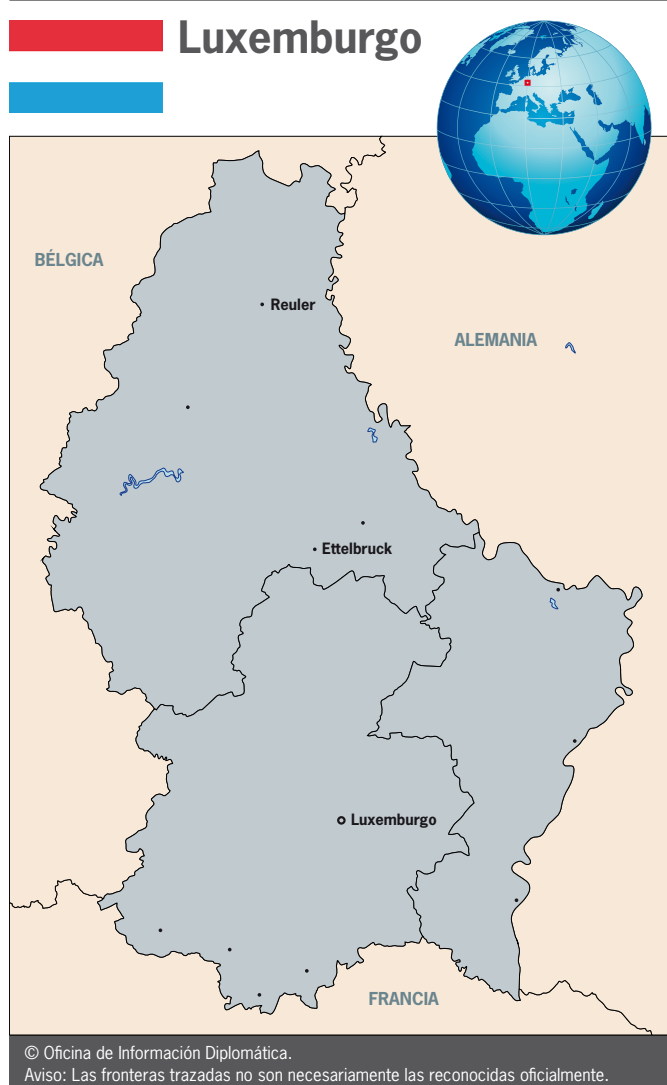 Luxemburgo
BÉLGICA
Reuler
ALEMANIA
Ettelbruck
Luxemburgo
FRANCIA
© Oficina de Información Diplomática.
Aviso: Las fronteras trazadas no son necesariamente las reconocidas oficialmente.